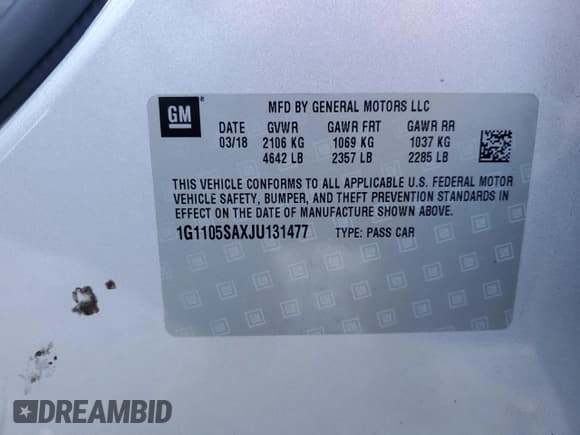 GM
MFD BY GENERAL MOTORS LLC
DATE GVWR GAWR FRT GAWR RR
03/18 2106 KG 1069 KG 1037 KG
4642 LB 2357 LB 2285 LB
THIS VEHICLE CONFORMS TO ALL APPLICABLE U.S. FEDERAL MOTOR
VEHICLE SAFETY, BUMPER, AND THEFT PREVENTION STANDARDS IN
EFFECT ON THE DATE OF MANUFACTURE SHOWN ABOVE.
1G1105SAXJU131477 TYPE: PASS CAR
DREAMBID